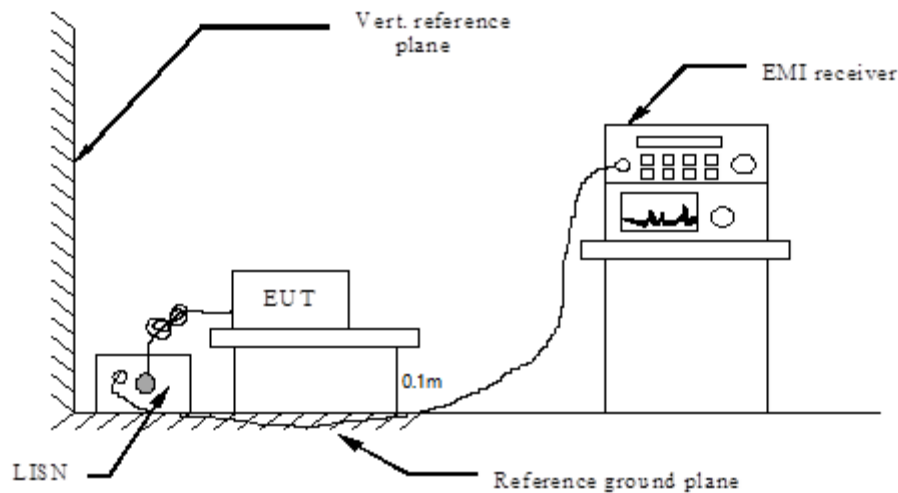 Vert. reference
plane
EMI receiver
EUT
0.1m
LISN
Reference ground plane